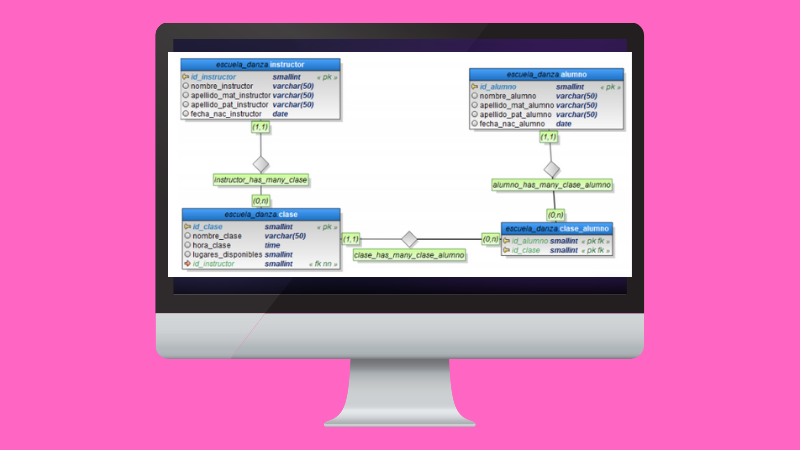 escuela_danza.instructor
id_instructor smallint « pk »
nombre_instructor varchar(50)
apellido_mat_instructor varchar(50)
apellido_pat_instructor varchar(50)
fecha_nac_instructor date
(1,1)
instructor_has_many_clase
(0,n)
escuela_danza.alumno
id_alumno smallint « pk »
nombre_alumno varchar(50)
apellido_mat_alumno varchar(50)
apellido_pat_alumno varchar(50)
fecha_nac_alumno date
(1,1)
alumno_has_many_clase_alumno
(0,n)
escuela_danza.clase
id_clase smallint « pk »
nombre_clase varchar(50)
hora_clase time
lugares_disponibles smallint
id_instructor smallint « fk nn »
(1,1)
clase_has_many_clase_alumno
(0,n)
escuela_danza.clase_alumno
id_alumno smallint « pk fk »
id_clase smallint « pk fk »